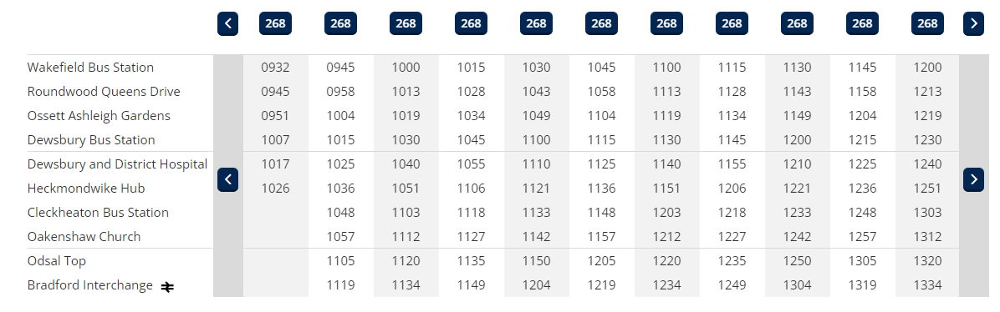 268 268 268 268 268 268 268 268 268 268 268
Wakefield Bus Station 0932 0945 1000 1015 1030 1045 1100 1115 1130 1145 1200
Roundwood Queens Drive 0945 0958 1013 1028 1043 1058 1113 1128 1143 1158 1213
Ossett Ashleigh Gardens 0951 1004 1019 1034 1049 1104 1119 1134 1149 1204 1219
Dewsbury Bus Station 1007 1015 1030 1045 1100 1115 1130 1145 1200 1215 1230
Dewsbury and District Hospital 1017 1025 1040 1055 1110 1125 1140 1155 1210 1225 1240
Heckmondwike Hub 1026 1036 1051 1106 1121 1136 1151 1206 1221 1236 1251
Cleckheaton Bus Station 1048 1103 1118 1133 1148 1203 1218 1233 1248 1303
Oakenshaw Church 1057 1112 1127 1142 1157 1212 1227 1242 1257 1312
Odsal Top 1105 1120 1135 1150 1205 1220 1235 1250 1305 1320
Bradford Interchange 1119 1134 1149 1204 1219 1234 1249 1304 1319 1334